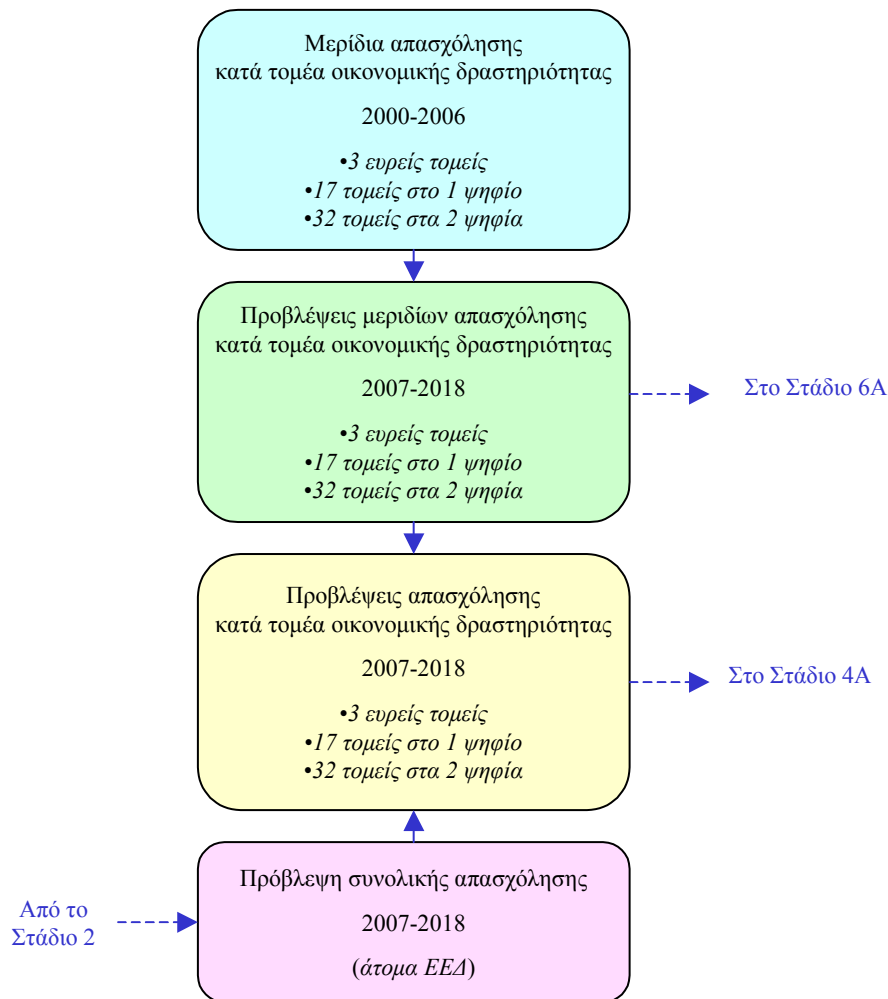 Μερίδια απασχόλησης
κατά τομέα οικονομικής δραστηριότητας
2000-2006
•3 ευρείς τομείς
•17 τομείς στο 1 ψηφίο
•32 τομείς στα 2 ψηφία
Προβλέψεις μεριδίων απασχόλησης
κατά τομέα οικονομικής δραστηριότητας
2007-2018
•3 ευρείς τομείς
•17 τομείς στο 1 ψηφίο
•32 τομείς στα 2 ψηφία
Στο Στάδιο 6Α
Προβλέψεις απασχόλησης
κατά τομέα οικονομικής δραστηριότητας
2007-2018
•3 ευρείς τομείς
•17 τομείς στο 1 ψηφίο
•32 τομείς στα 2 ψηφία
Στο Στάδιο 4Α
Πρόβλεψη συνολικής απασχόλησης
2007-2018
(άτομα ΕΕΔ)
Από το
Στάδιο 2